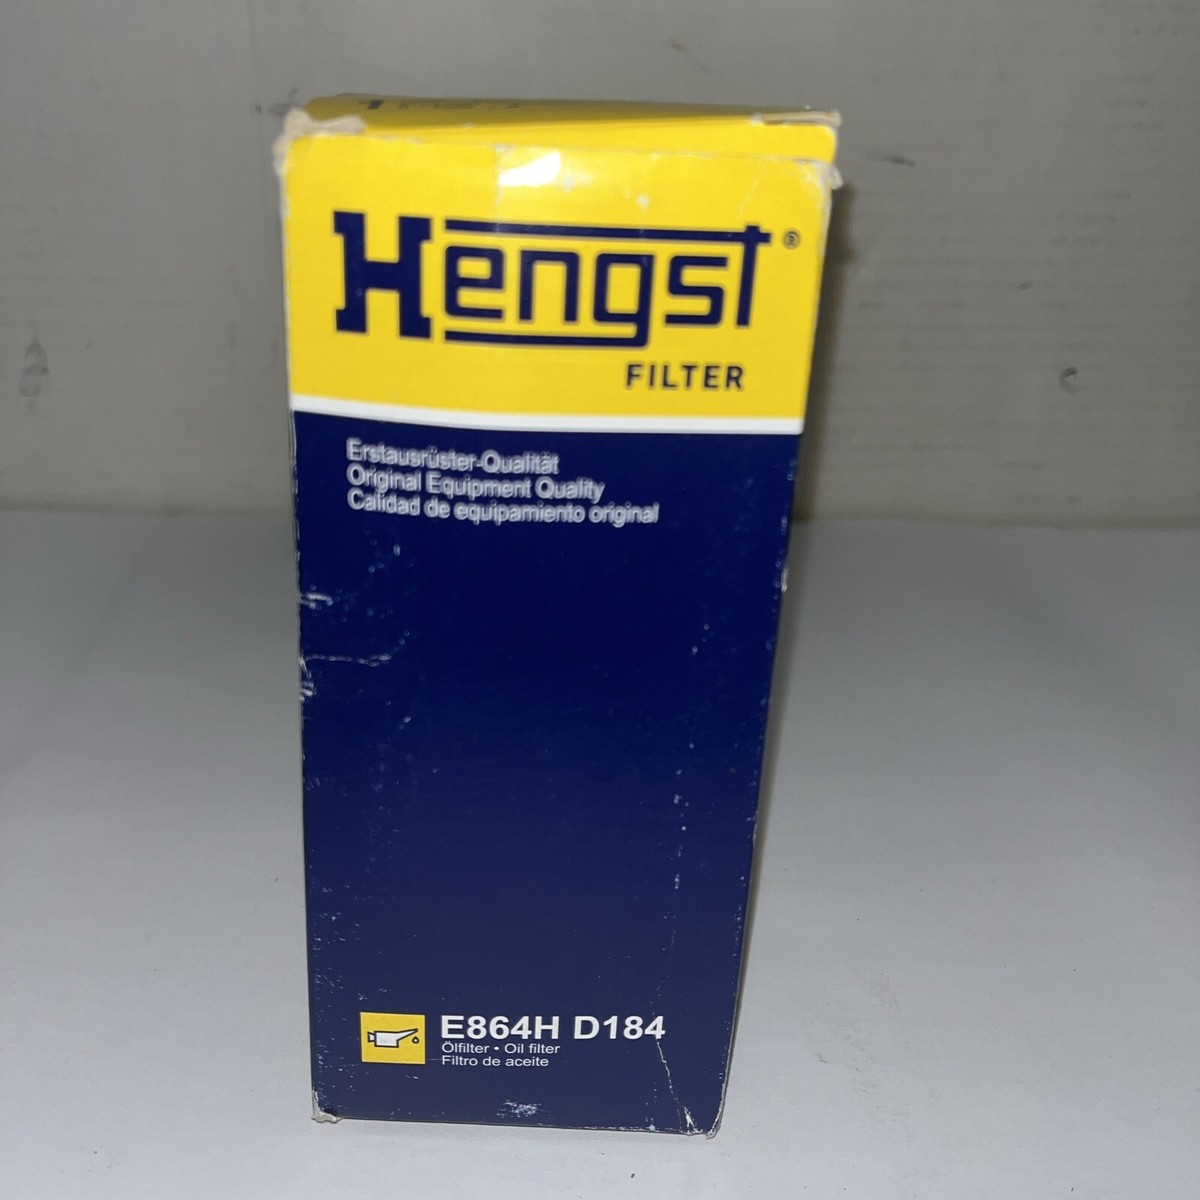 Hengst®
FILTER
Erstausrüster-Qualität
Original Equipment Quality
Calidad de equipamiento original
E864H D184
Ölfilter • Oil filter
Filtro de aceite